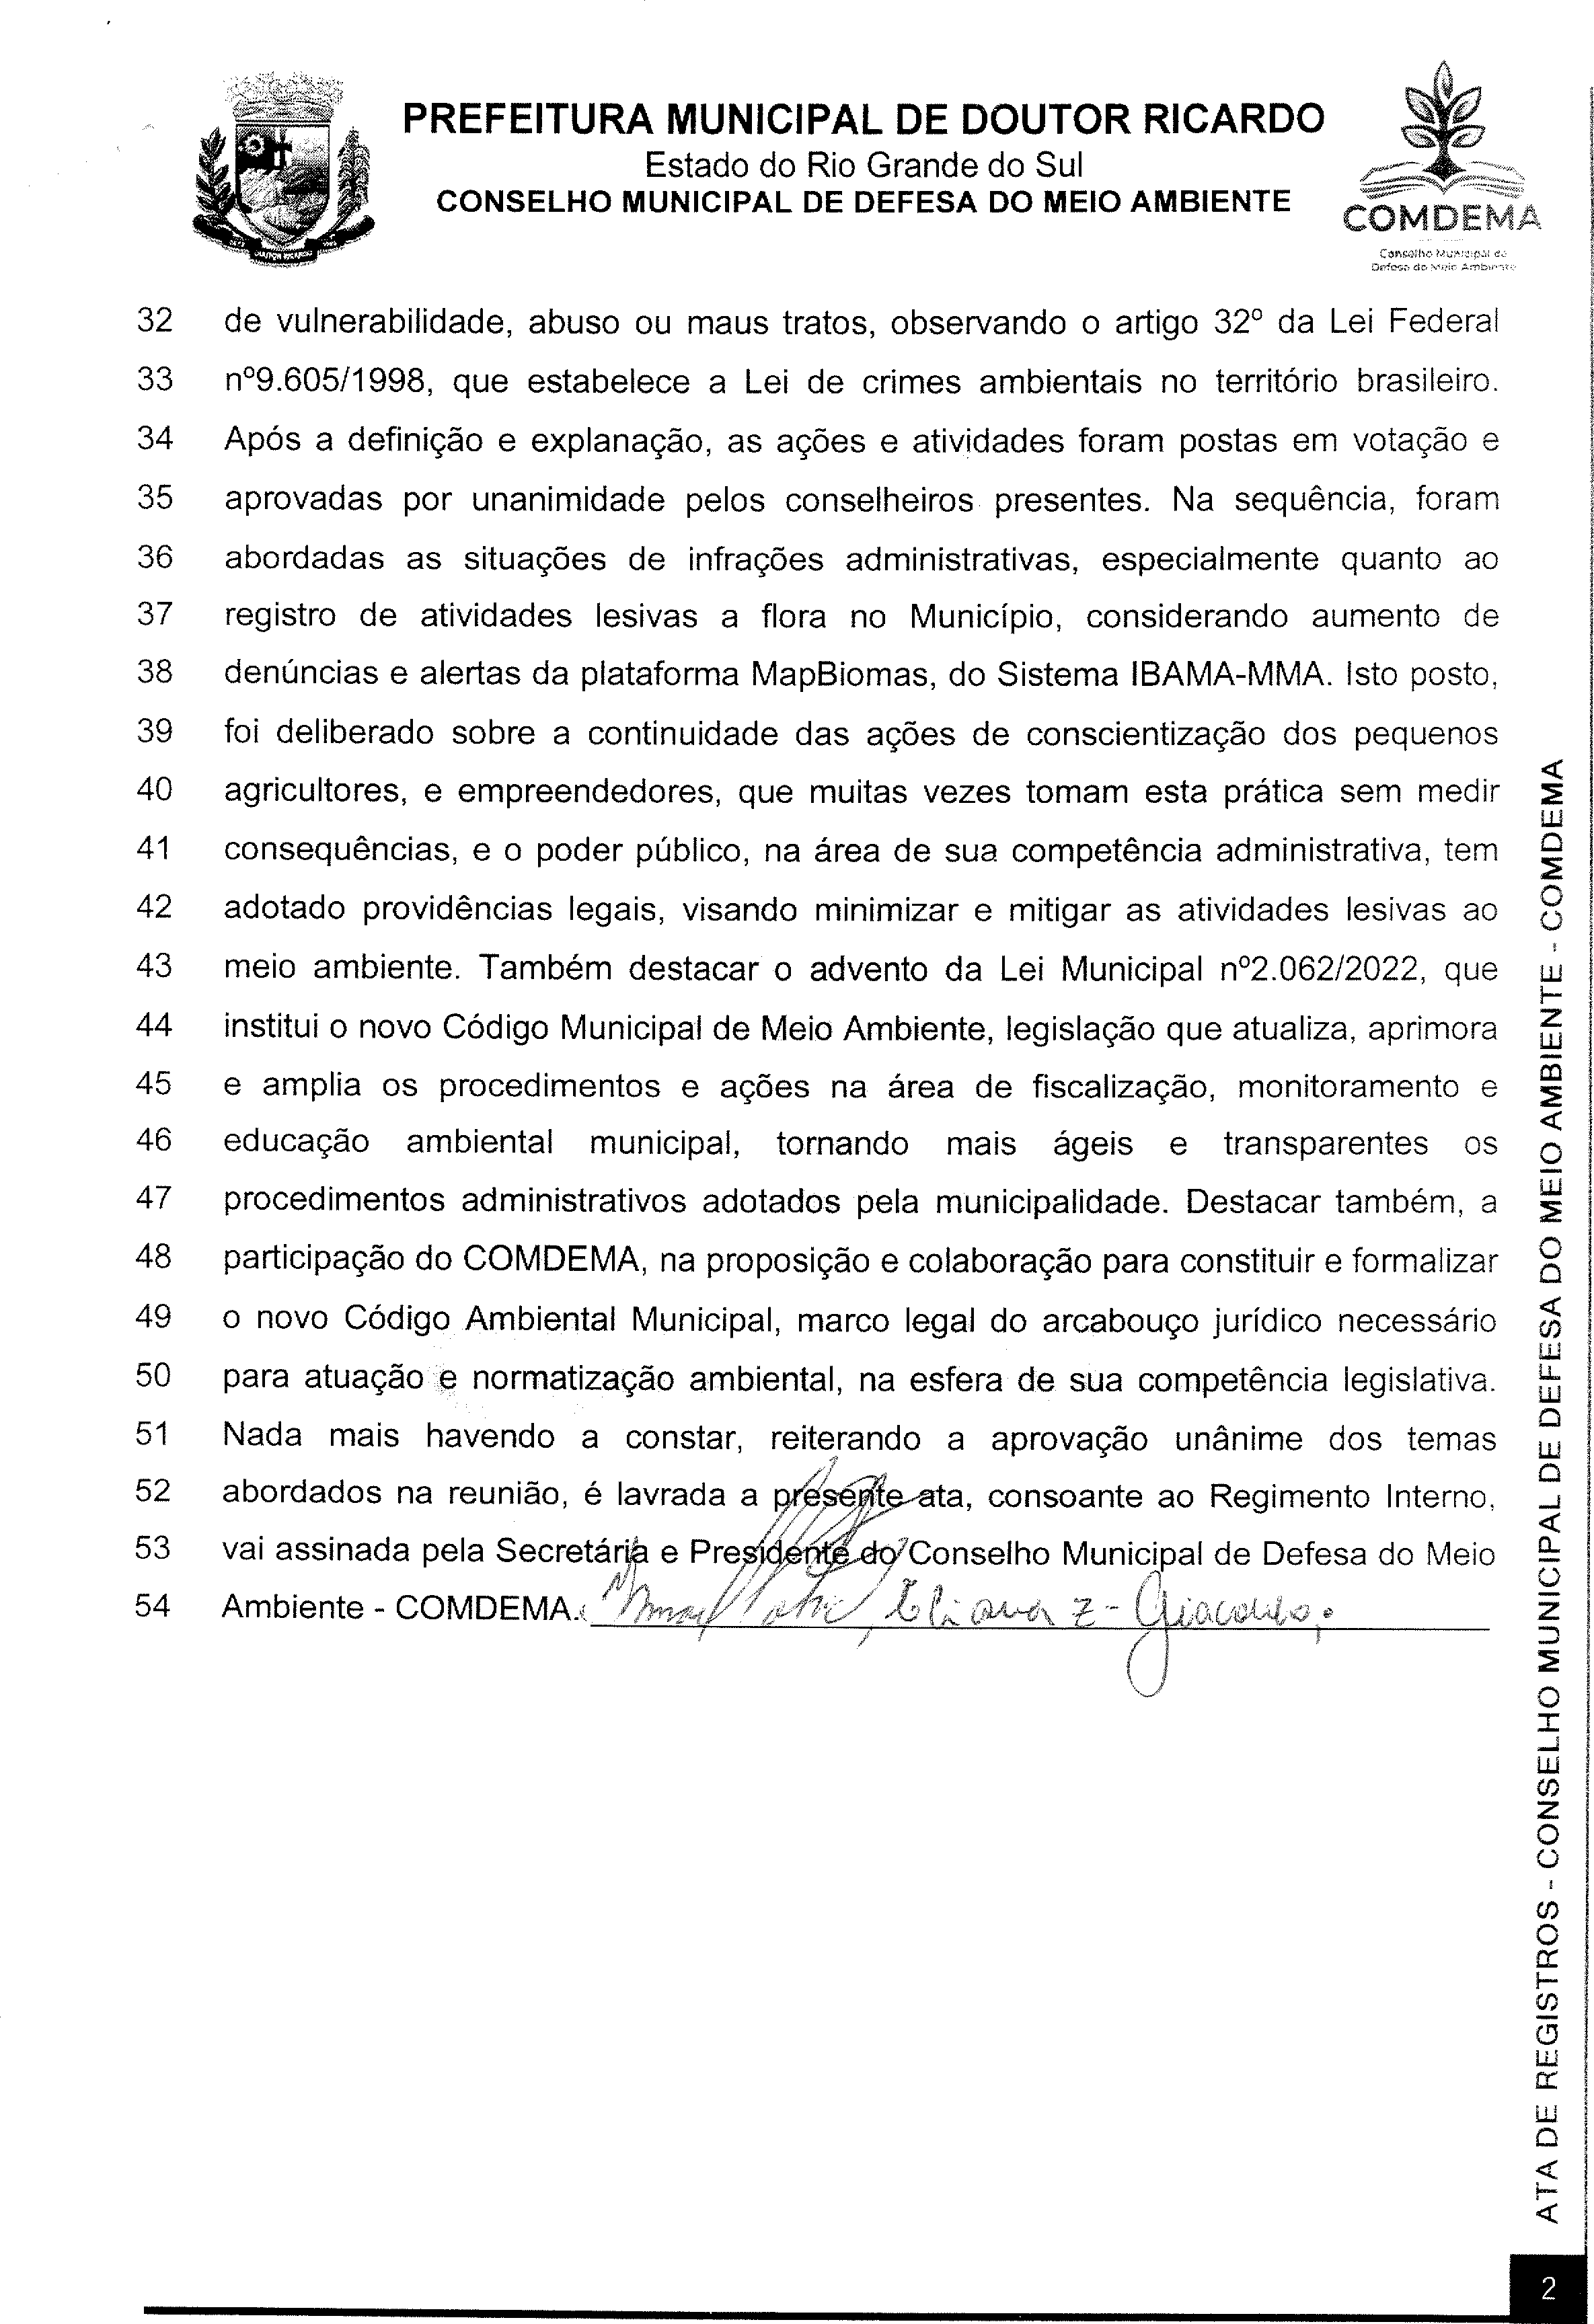 PREFEITURA MUNICIPAL DE DOUTOR RICARDO
Estado do Rio Grande do Sul
CONSELHO MUNICIPAL DE DEFESA DO MEIO AMBIENTE
COMDEMA
Conselho Municipal de
Defesa do Meio Ambiente
DOUTOR RICARDO
32 de vulnerabilidade, abuso ou maus tratos, observando o artigo 32º da Lei Federal
33 nº9.605/1998, que estabelece a Lei de crimes ambientais no território brasileiro.
34 Após a definição e explanação, as ações e atividades foram postas em votação e
35 aprovadas por unanimidade pelos conselheiros presentes. Na sequência, foram
36 abordadas as situações de infrações administrativas, especialmente quanto ao
37 registro de atividades lesivas a flora no Município, considerando aumento de
38 denúncias e alertas da plataforma MapBiomas, do Sistema IBAMA-MMA. Isto posto,
39 foi deliberado sobre a continuidade das ações de conscientização dos pequenos
40 agricultores, e empreendedores, que muitas vezes tomam esta prática sem medir
41 consequências, e o poder público, na área de sua competência administrativa, tem
42 adotado providências legais, visando minimizar e mitigar as atividades lesivas ao
43 meio ambiente. Também destacar o advento da Lei Municipal nº2.062/2022, que
44 institui o novo Código Municipal de Meio Ambiente, legislação que atualiza, aprimora
45 e amplia os procedimentos e ações na área de fiscalização, monitoramento e
46 educação ambiental municipal, tornando mais ágeis e transparentes os
47 procedimentos administrativos adotados pela municipalidade. Destacar também, a
48 participação do COMDEMA, na proposição e colaboração para constituir e formalizar
49 o novo Código Ambiental Municipal, marco legal do arcabouço jurídico necessário
50 para atuação e normatização ambiental, na esfera de sua competência legislativa.
51 Nada mais havendo a constar, reiterando a aprovação unânime dos temas
52 abordados na reunião, é lavrada a presente ata, consoante ao Regimento Interno,
53 vai assinada pela Secretária e Presidente do Conselho Municipal de Defesa do Meio
54 Ambiente - COMDEMA. Eliana Z-
ATA DE REGISTROS - CONSELHO MUNICIPAL DE DEFESA DO MEIO AMBIENTE - COMDEMA
2